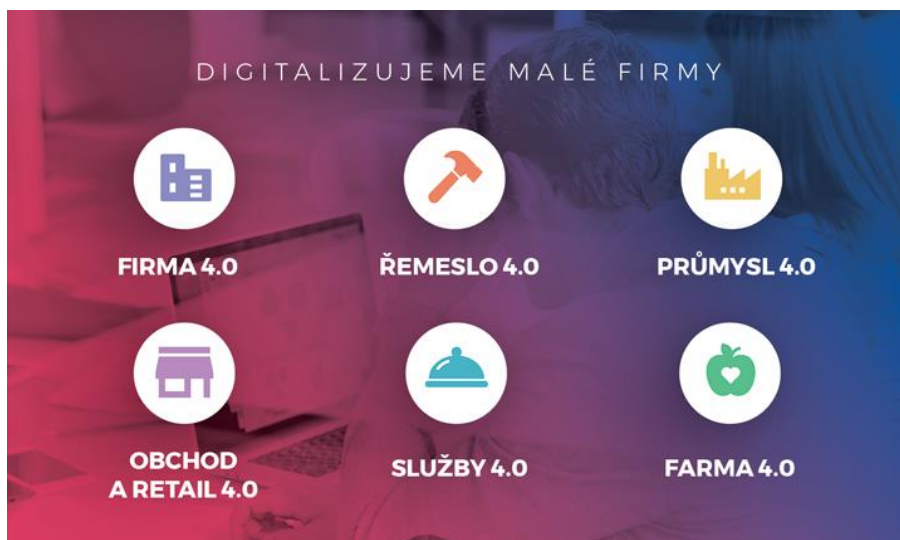 DIGITALIZUJEME MALÉ FIRMY
FIRMA 4.0
ŘEMESLO 4.0
PRŮMYSL 4.0
OBCHOD
A RETAIL 4.0
SLUŽBY 4.0
FARMA 4.0